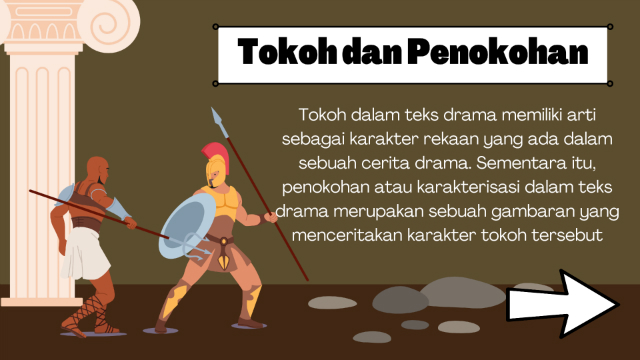 Tokoh dan Penokohan
Tokoh dalam teks drama memiliki arti
sebagai karakter rekaan yang ada dalam
sebuah cerita drama. Sementara itu,
penokohan atau karakterisasi dalam teks
drama merupakan sebuah gambaran yang
menceritakan karakter tokoh tersebut